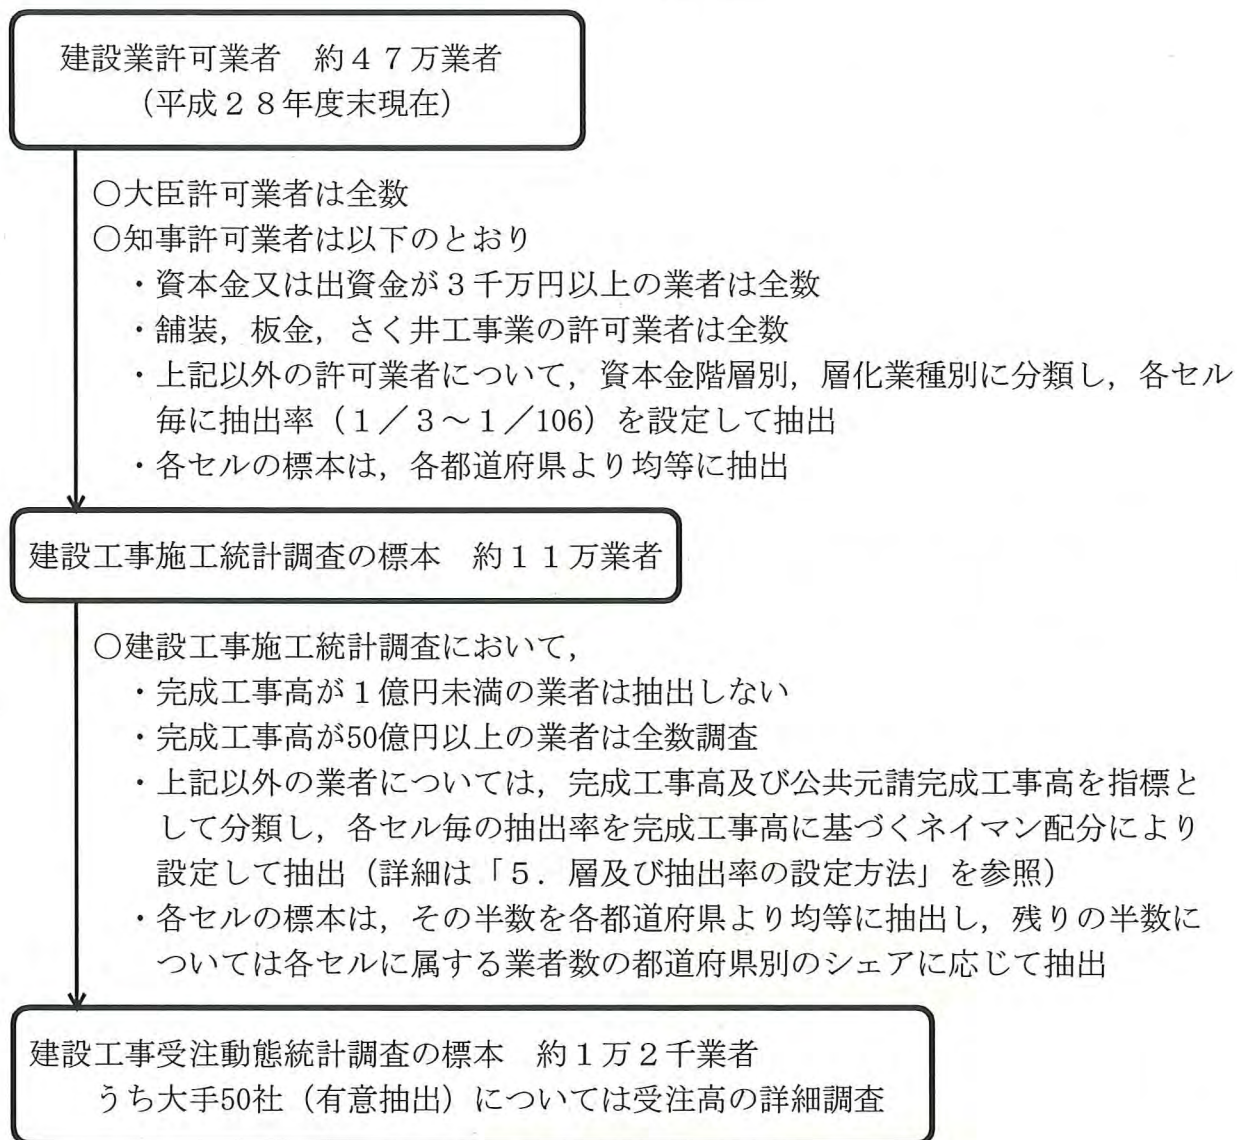 建設業許可業者　約４７万業者
（平成２８年度末現在）
○大臣許可業者は全数
○知事許可業者は以下のとおり
・資本金又は出資金が３千万円以上の業者は全数
・舗装，板金，さく井工事業の許可業者は全数
・上記以外の許可業者について，資本金階層別，層化業種別に分類し，各セル
毎に抽出率（１／３～１／106）を設定して抽出
・各セルの標本は，各都道府県より均等に抽出
建設工事施工統計調査の標本　約１１万業者
○建設工事施工統計調査において，
・完成工事高が１億円未満の業者は抽出しない
・完成工事高が50億円以上の業者は全数調査
・上記以外の業者については，完成工事高及び公共元請完成工事高を指標と
して分類し，各セル毎の抽出率を完成工事高に基づくネイマン配分により
設定して抽出（詳細は「５．層及び抽出率の設定方法」を参照）
・各セルの標本は，その半数を各都道府県より均等に抽出し，残りの半数に
ついては各セルに属する業者数の都道府県別のシェアに応じて抽出
建設工事受注動態統計調査の標本　約１万２千業者
うち大手50社（有意抽出）については受注高の詳細調査